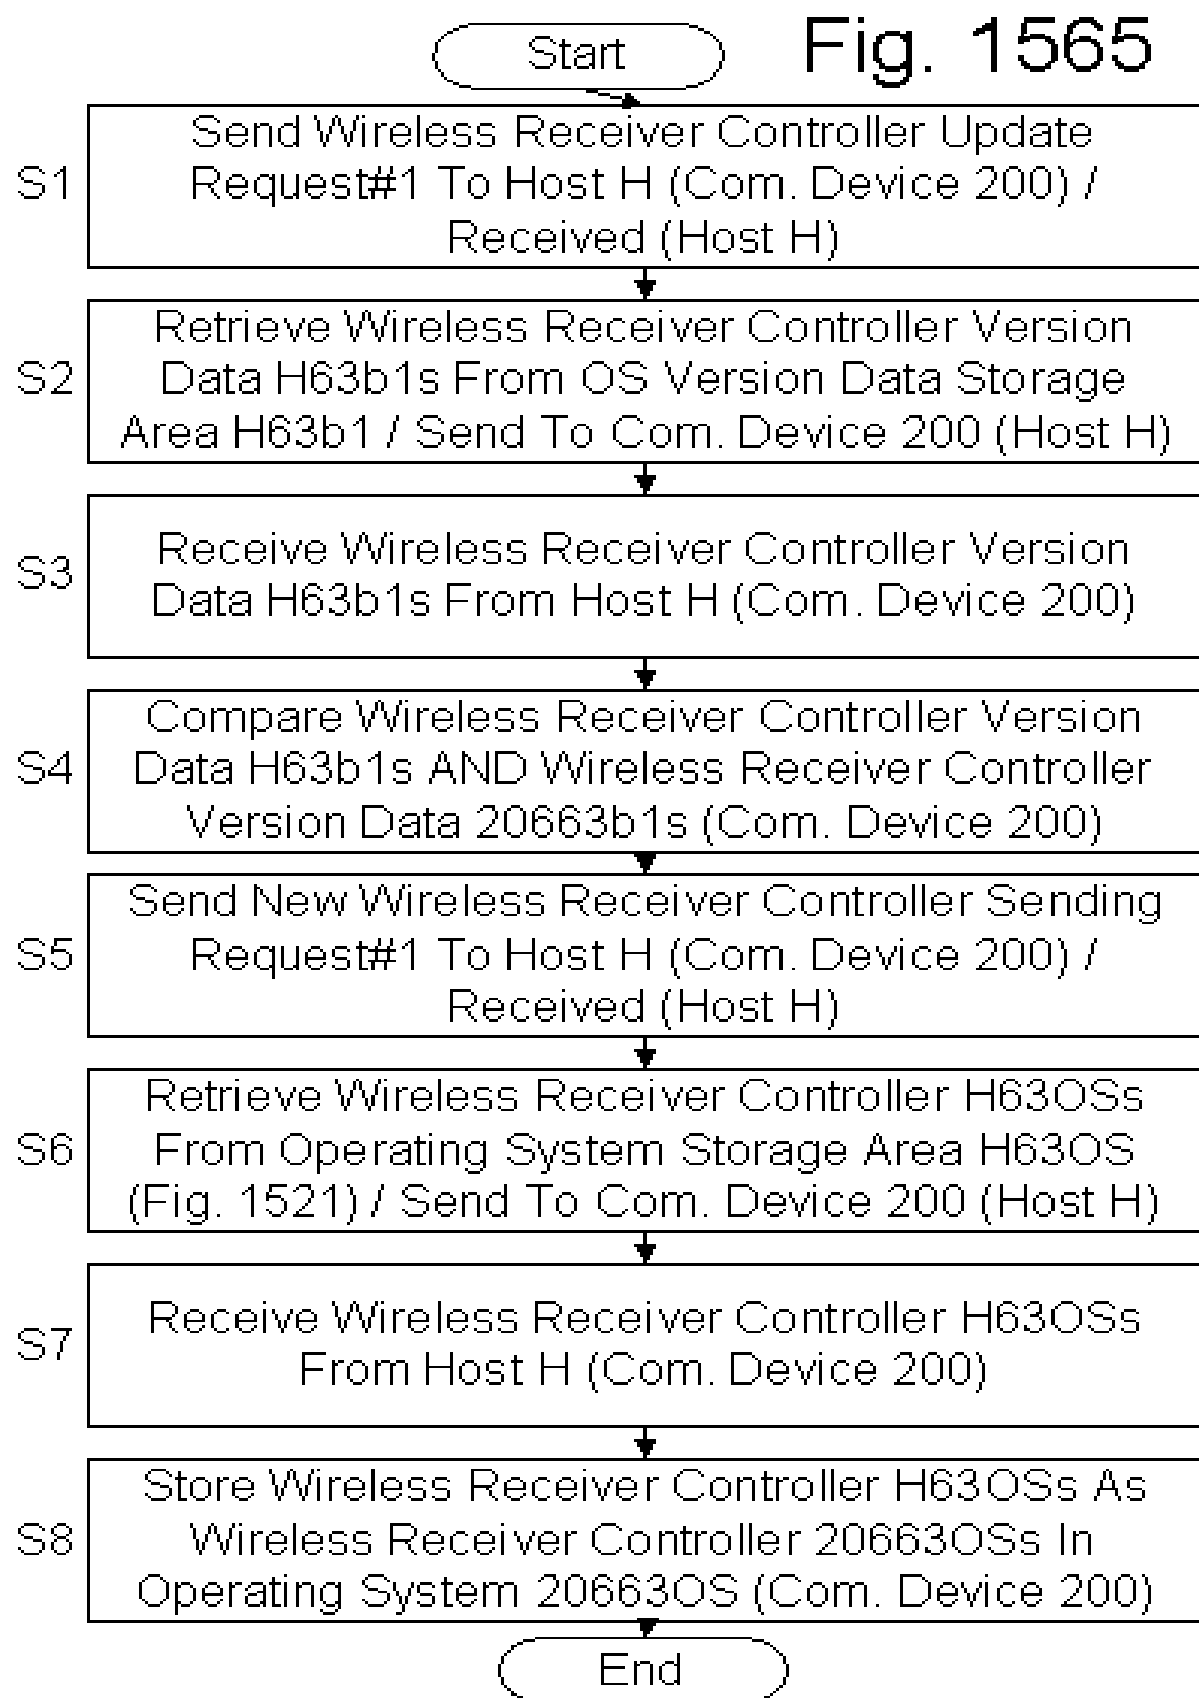 Start
Fig. 1565
S1
Send Wireless Receiver Controller Update
Request#1 To Host H (Com. Device 200) /
Received (Host H)
S2
Retrieve Wireless Receiver Controller Version
Data H63b1s From OS Version Data Storage
Area H63b1 / Send To Com. Device 200 (Host H)
S3
Receive Wireless Receiver Controller Version
Data H63b1s From Host H (Com. Device 200)
S4
Compare Wireless Receiver Controller Version
Data H63b1s AND Wireless Receiver Controller
Version Data 20663b1s (Com. Device 200)
S5
Send New Wireless Receiver Controller Sending
Request#1 To Host H (Com. Device 200) /
Received (Host H)
S6
Retrieve Wireless Receiver Controller H63OSs
From Operating System Storage Area H63OS
(Fig. 1521) / Send To Com. Device 200 (Host H)
S7
Receive Wireless Receiver Controller H63OSs
From Host H (Com. Device 200)
S8
Store Wireless Receiver Controller H63OSs As
Wireless Receiver Controller 20663OSs In
Operating System 20663OS (Com. Device 200)
End